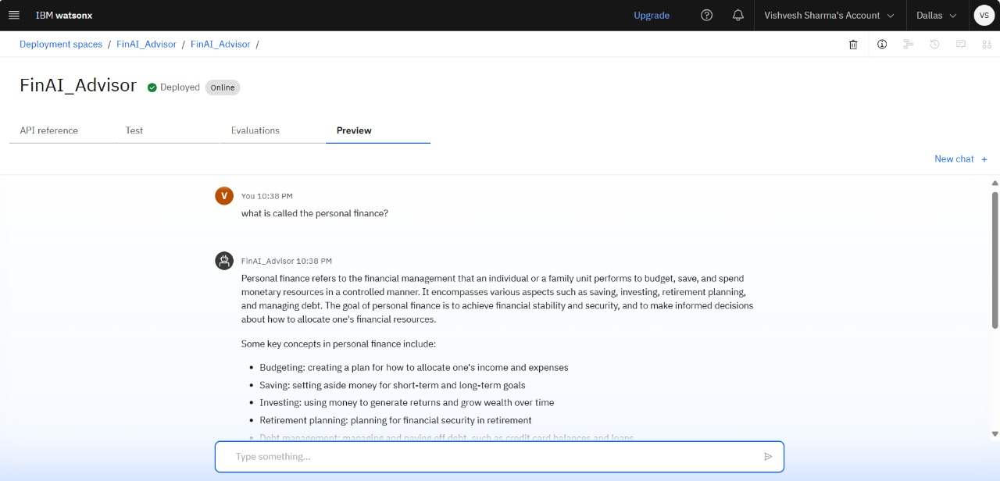 IBM watsonx
Upgrade
Vishvesh Sharma's Account
Dallas
VS
Deployment spaces / FinAI_Advisor / FinAI_Advisor /
FinAI_Advisor
Deployed
Online
API reference
Test
Evaluations
Preview
New chat +
V
You 10:38 PM
what is called the personal finance?
FinAI_Advisor 10:38 PM
Personal finance refers to the financial management that an individual or a family unit performs to budget, save, and spend
monetary resources in a controlled manner. It encompasses various aspects such as saving, investing, retirement planning,
and managing debt. The goal of personal finance is to achieve financial stability and security, and to make informed decisions
about how to allocate one's financial resources.
Some key concepts in personal finance include:
• Budgeting: creating a plan for how to allocate one's income and expenses
• Saving: setting aside money for short-term and long-term goals
• Investing: using money to generate returns and grow wealth over time
• Retirement planning: planning for financial security in retirement
• Debt management: managing and paying off debt, such as credit card balances and loans
Type something...